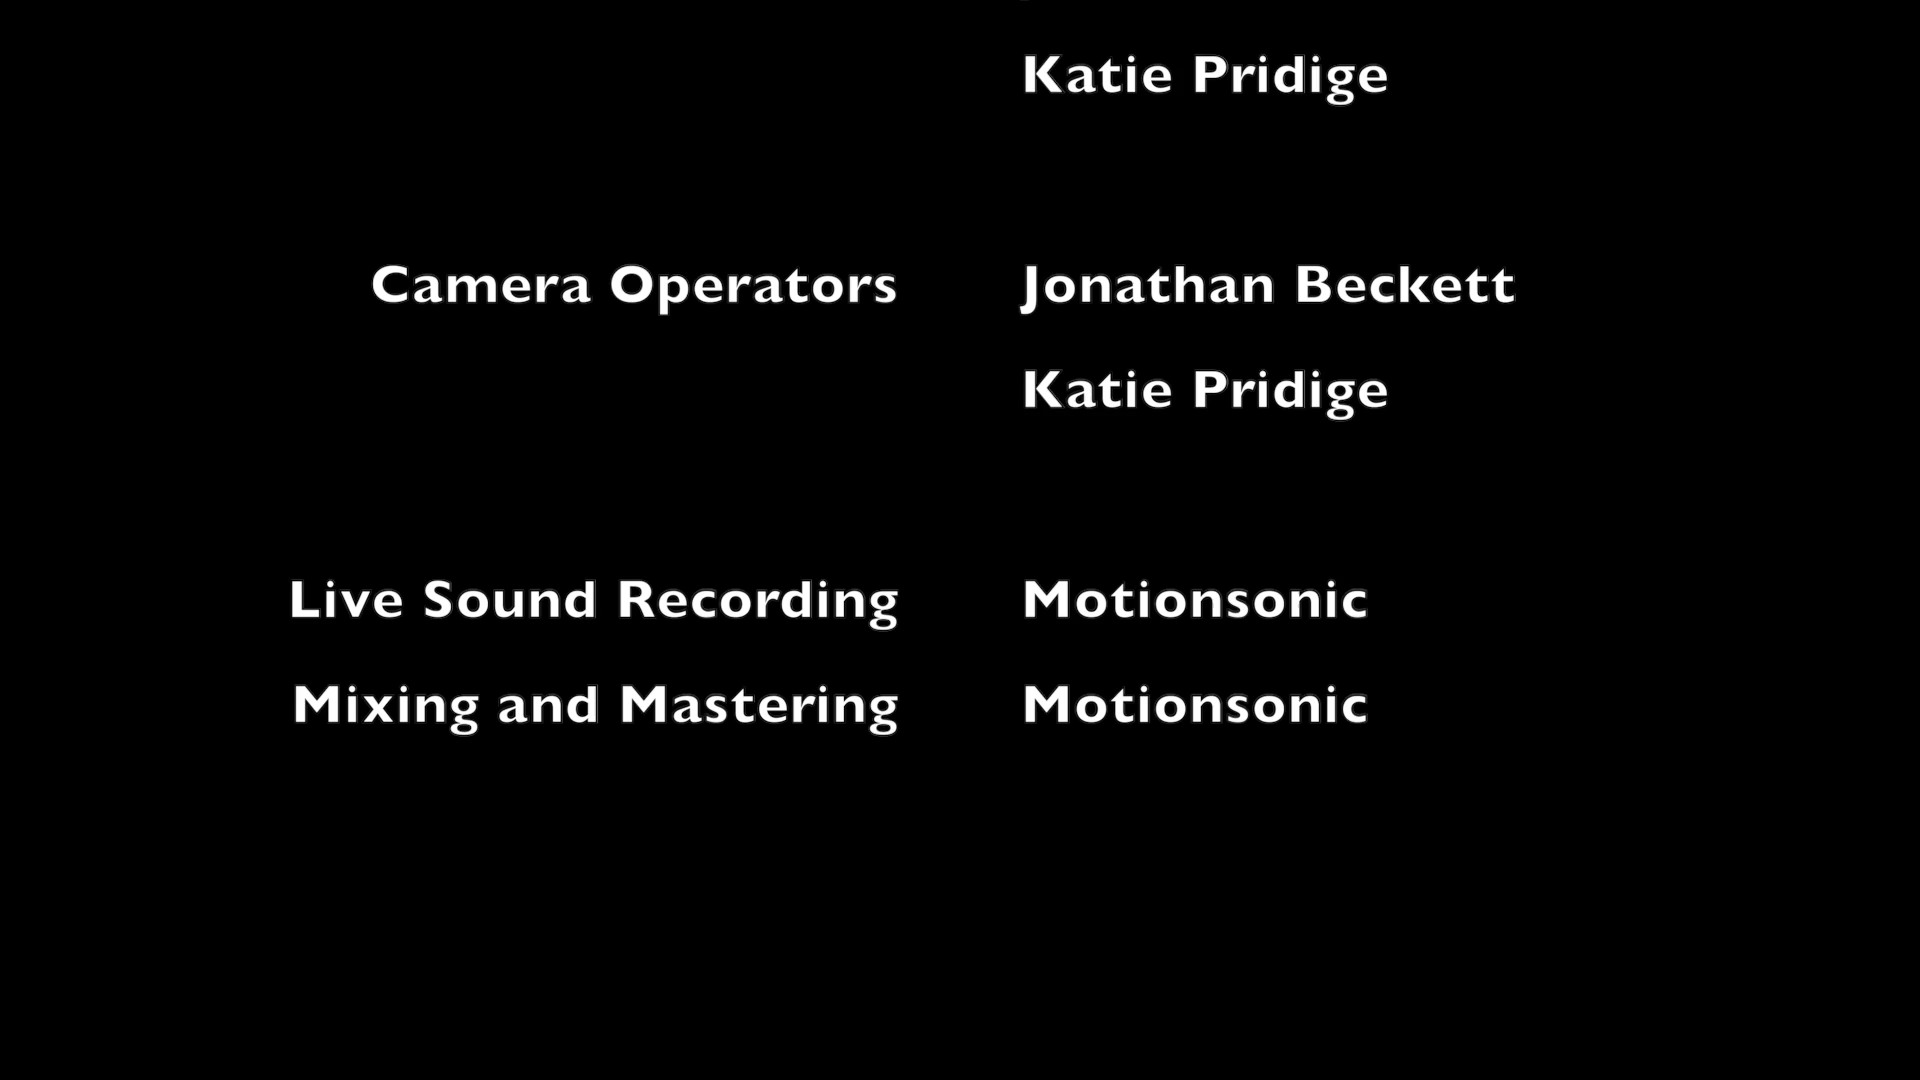 Katie Pridige
Camera Operators Jonathan Beckett
Katie Pridige
Live Sound Recording Motionsonic
Mixing and Mastering Motionsonic